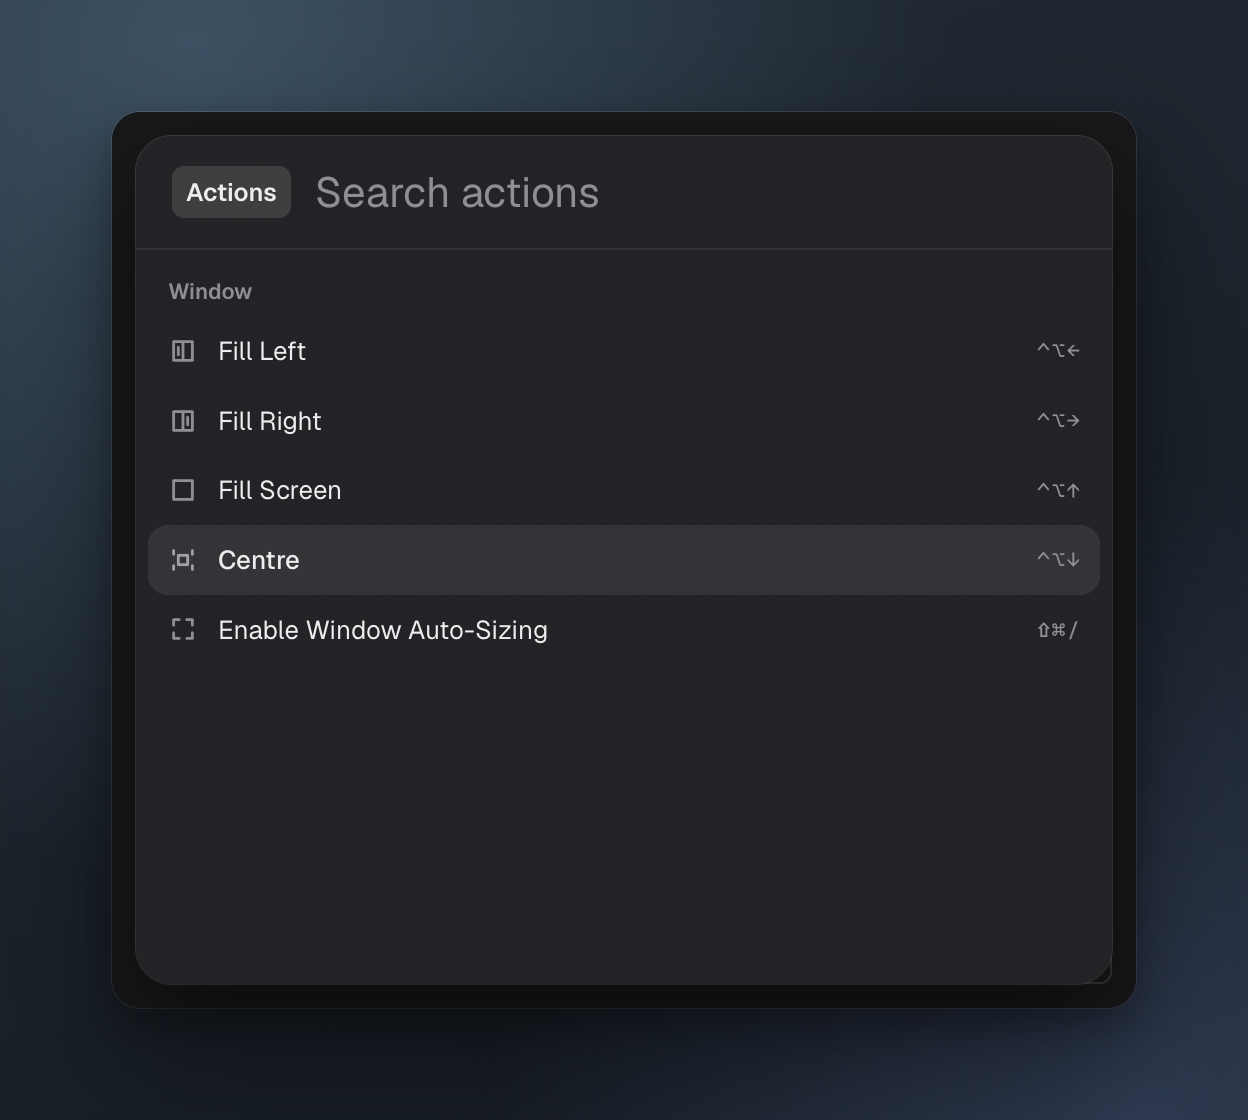 Actions Search actions
Window
Fill Left ⌃⌥←
Fill Right ⌃⌥→
Fill Screen ⌃⌥↑
Centre ⌃⌥↓
Enable Window Auto-Sizing ⇧⌘/